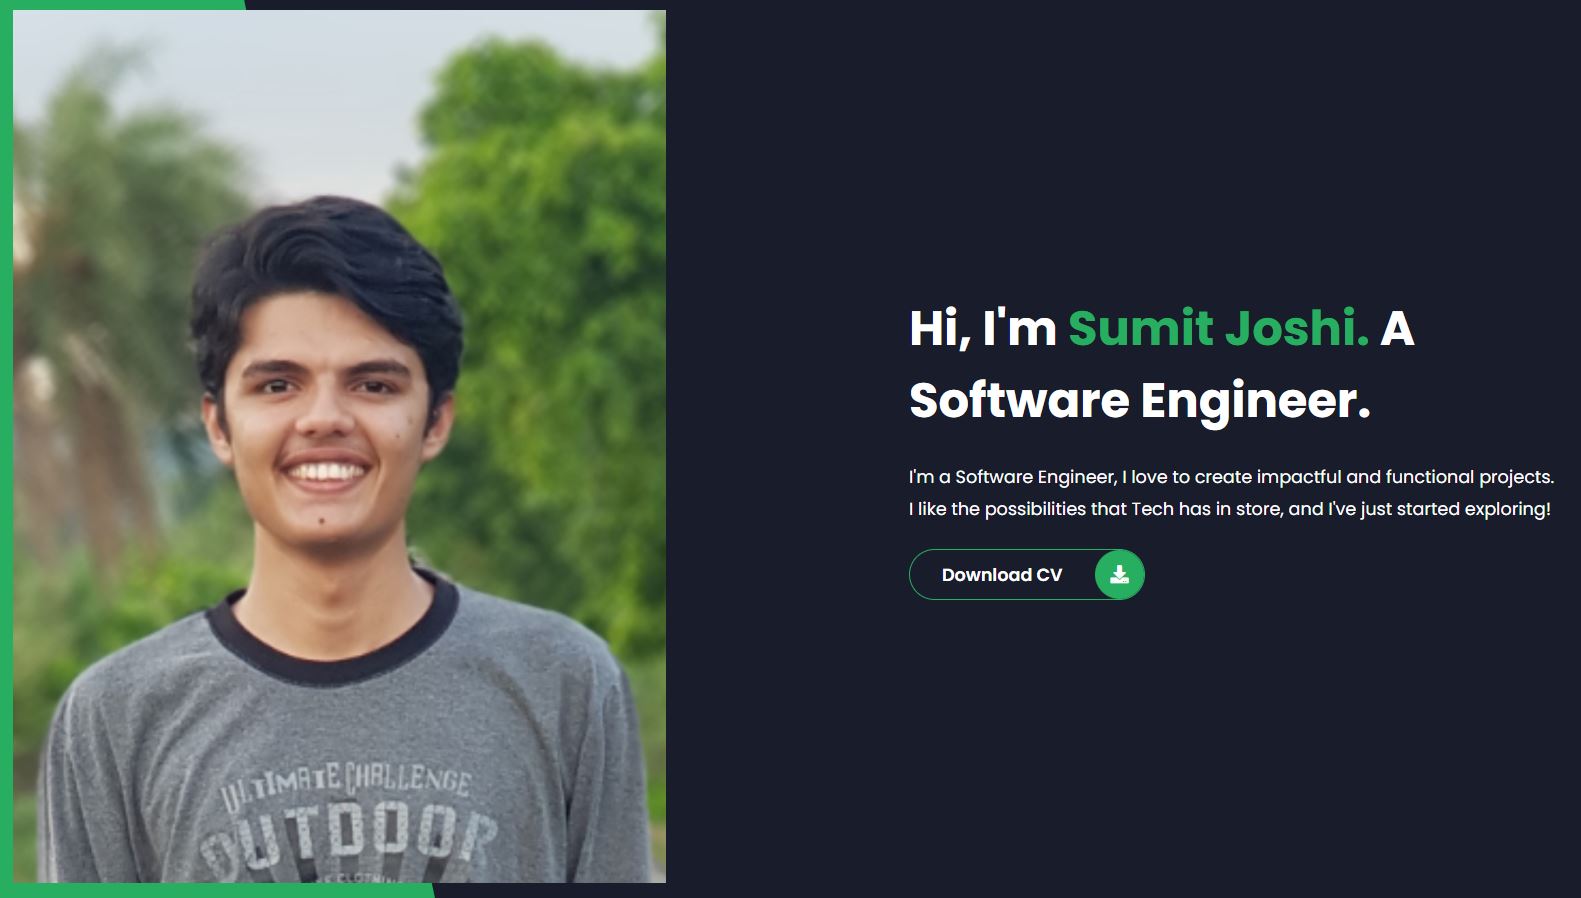 Hi, I'm Sumit Joshi. A
Software Engineer.
I'm a Software Engineer, I love to create impactful and functional projects.
I like the possibilities that Tech has in store, and I've just started exploring!
Download CV
ULTIMATE CHALLENGE
OUTDOOR